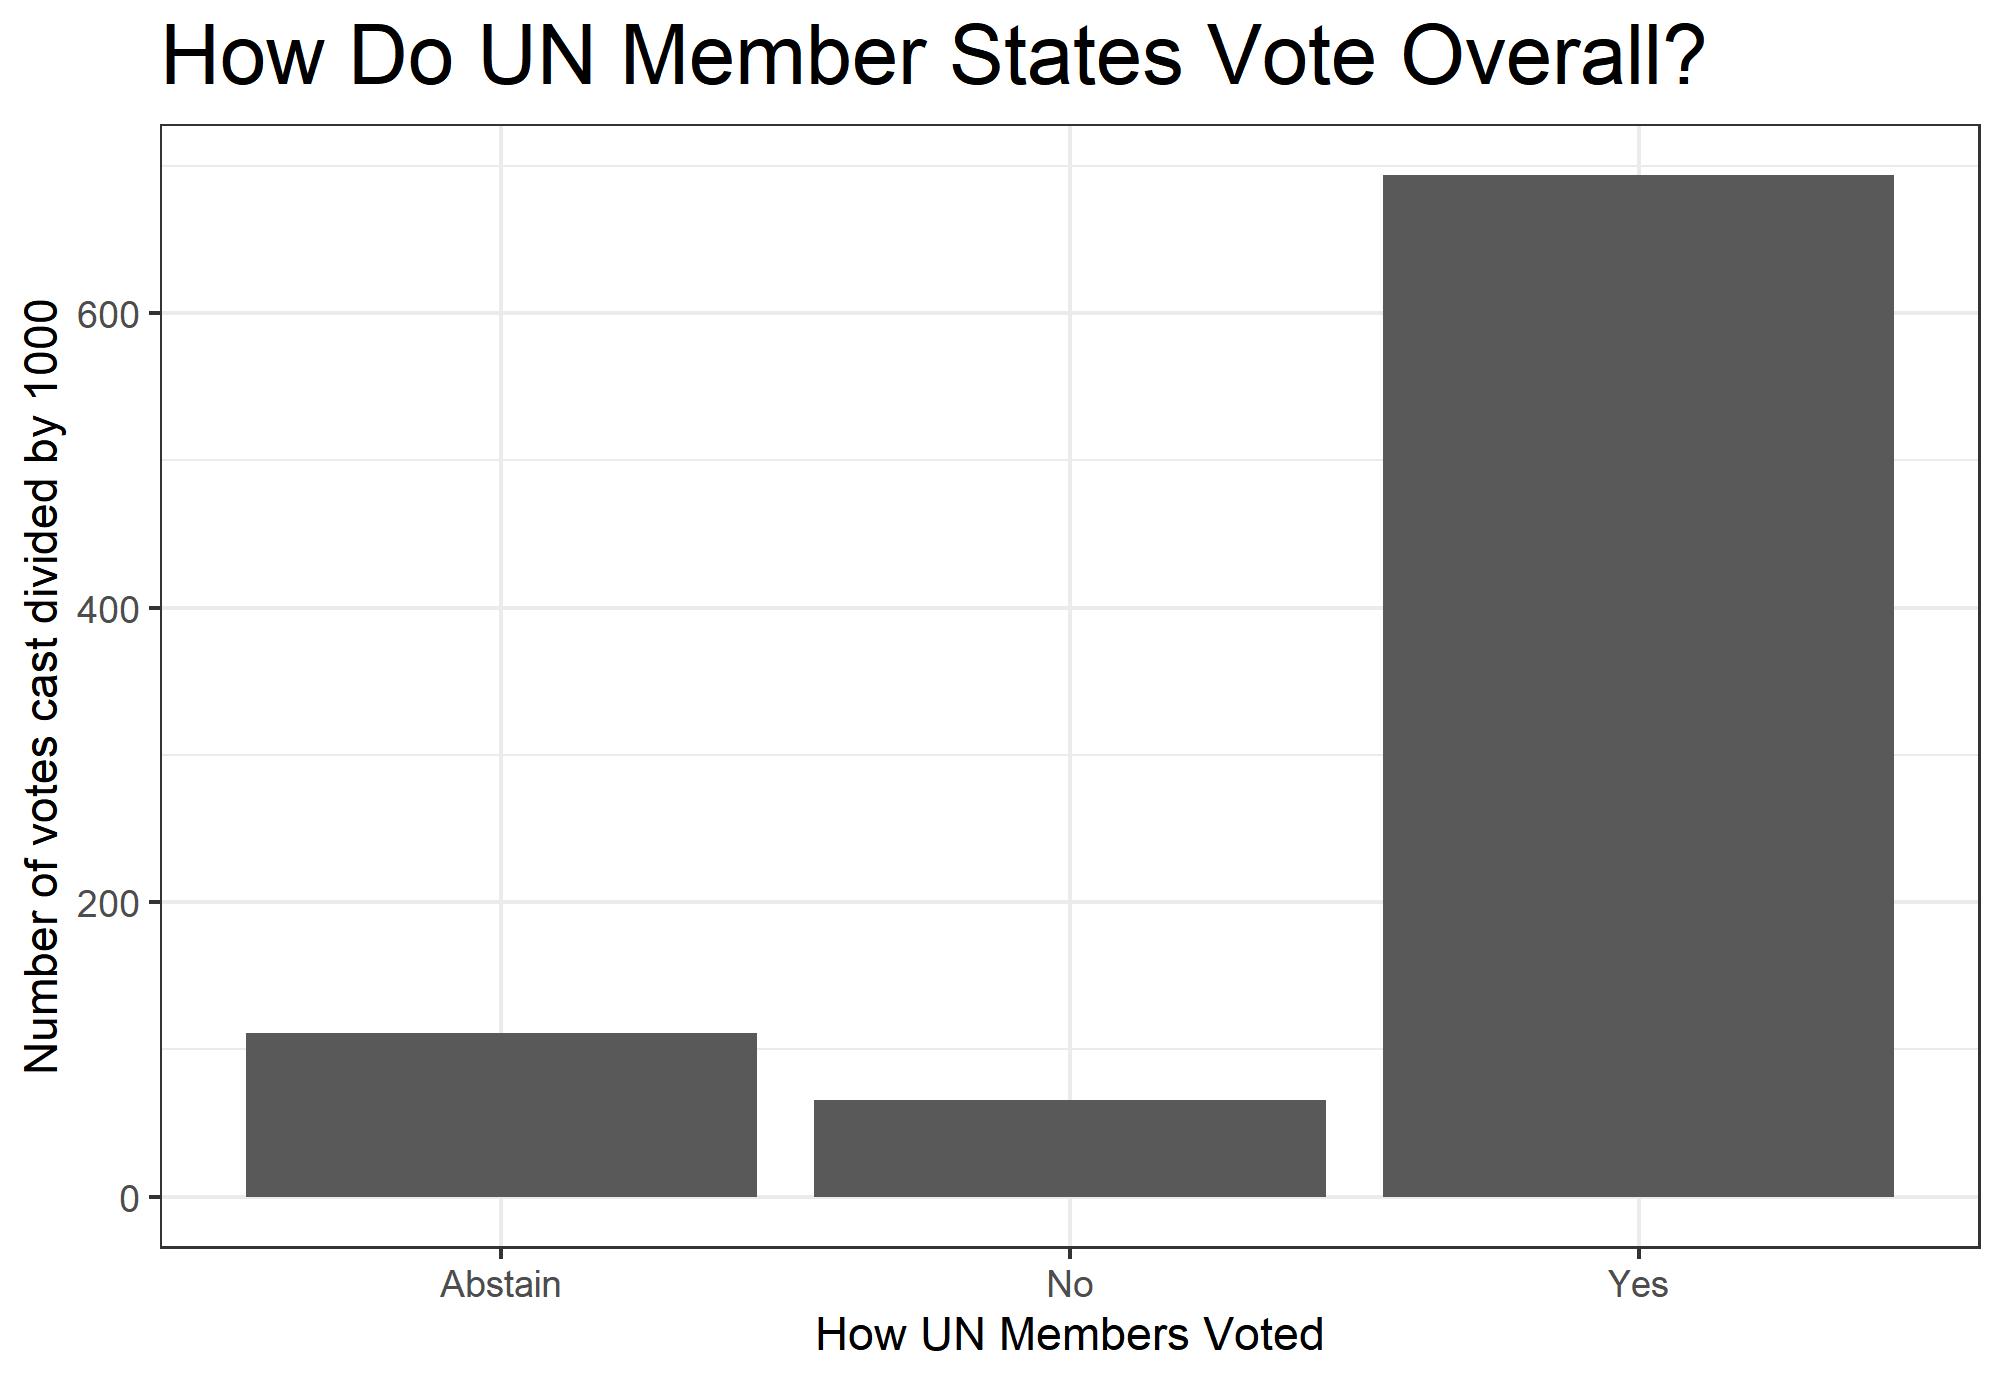 How Do UN Member States Vote Overall?
Number of votes cast divided by 1000
600
400
200
0
Abstain
No
Yes
How UN Members Voted